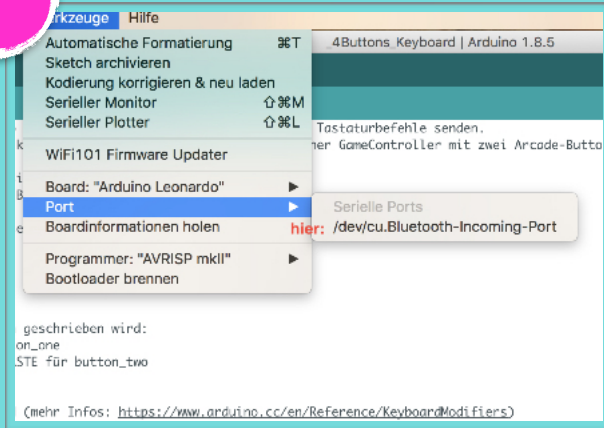 rkzeuge Hilfe
Automatische Formatierung ⌘T
_4Buttons_Keyboard | Arduino 1.8.5
Sketch archivieren
Kodierung korrigieren & neu laden
Serieller Monitor ⇧⌘M
Serieller Plotter ⇧⌘L
Tastaturbefehle senden.
er GameController mit zwei Arcade-Butto
WiFi101 Firmware Updater
Board: "Arduino Leonardo" ▶
Port ▶
Serielle Ports
Boardinformationen holen
hier: /dev/cu.Bluetooth-Incoming-Port
Programmer: "AVRISP mkII" ▶
Bootloader brennen
geschrieben wird:
on_one
STE für button_two
(mehr Infos: https://www.arduino.cc/en/Reference/KeyboardModifiers)